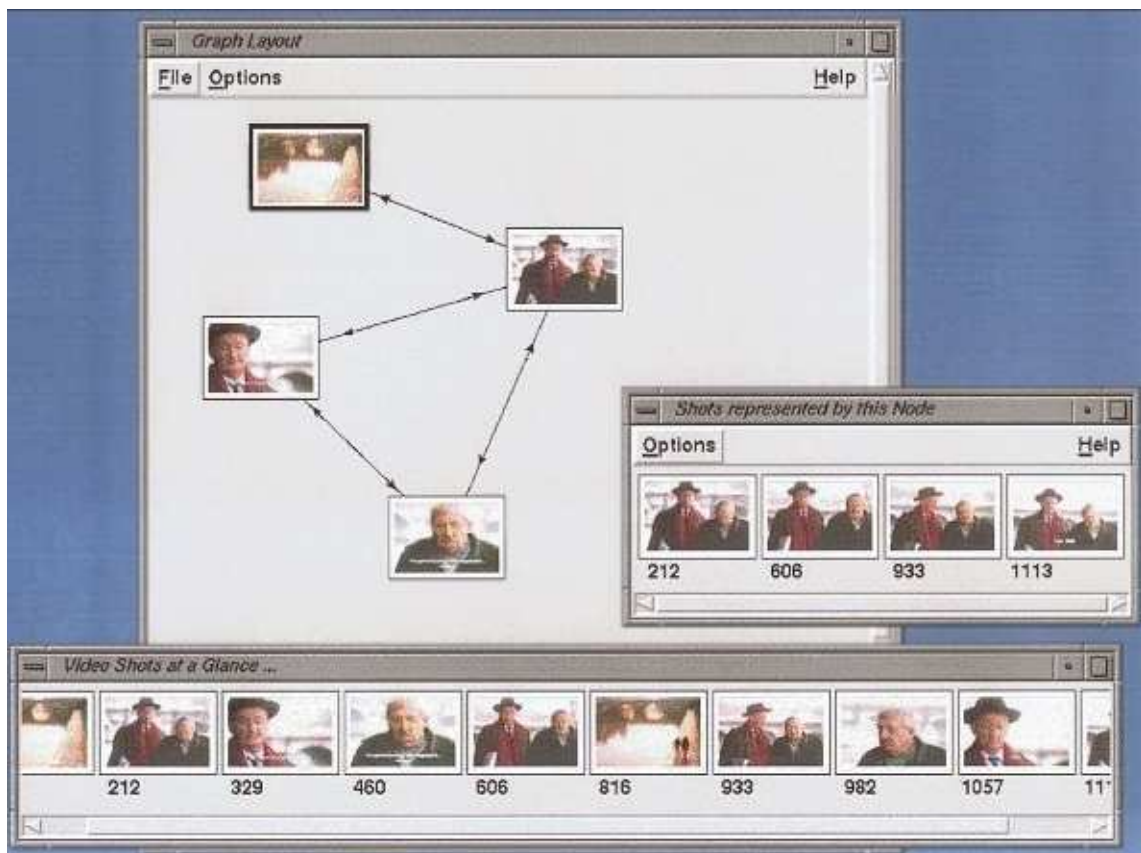 Graph Layout
File Options Help
Shots represented by this Node
Options Help
212 606 933 1113
Video Shots at a Glance ...
212 329 460 606 816 933 982 1057 11